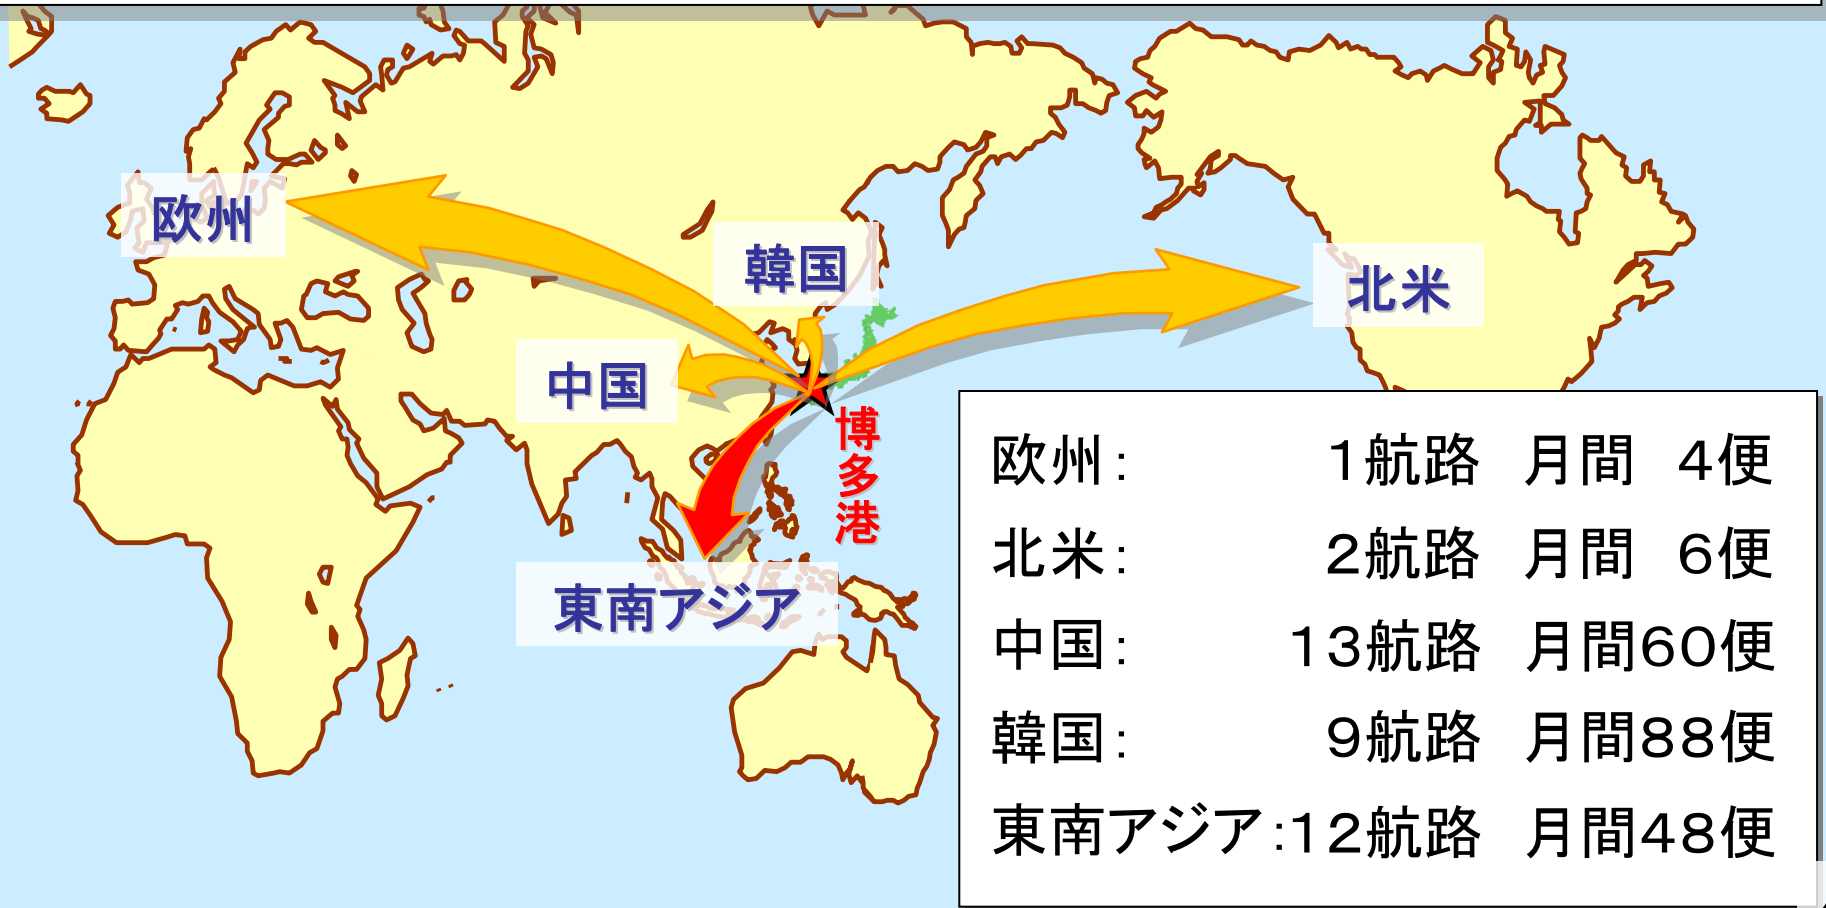 欧州
韓国
北米
中国
博多港
東南アジア
欧州: 1航路 月間 4便
北米: 2航路 月間 6便
中国: 13航路 月間60便
韓国: 9航路 月間88便
東南アジア:12航路 月間48便